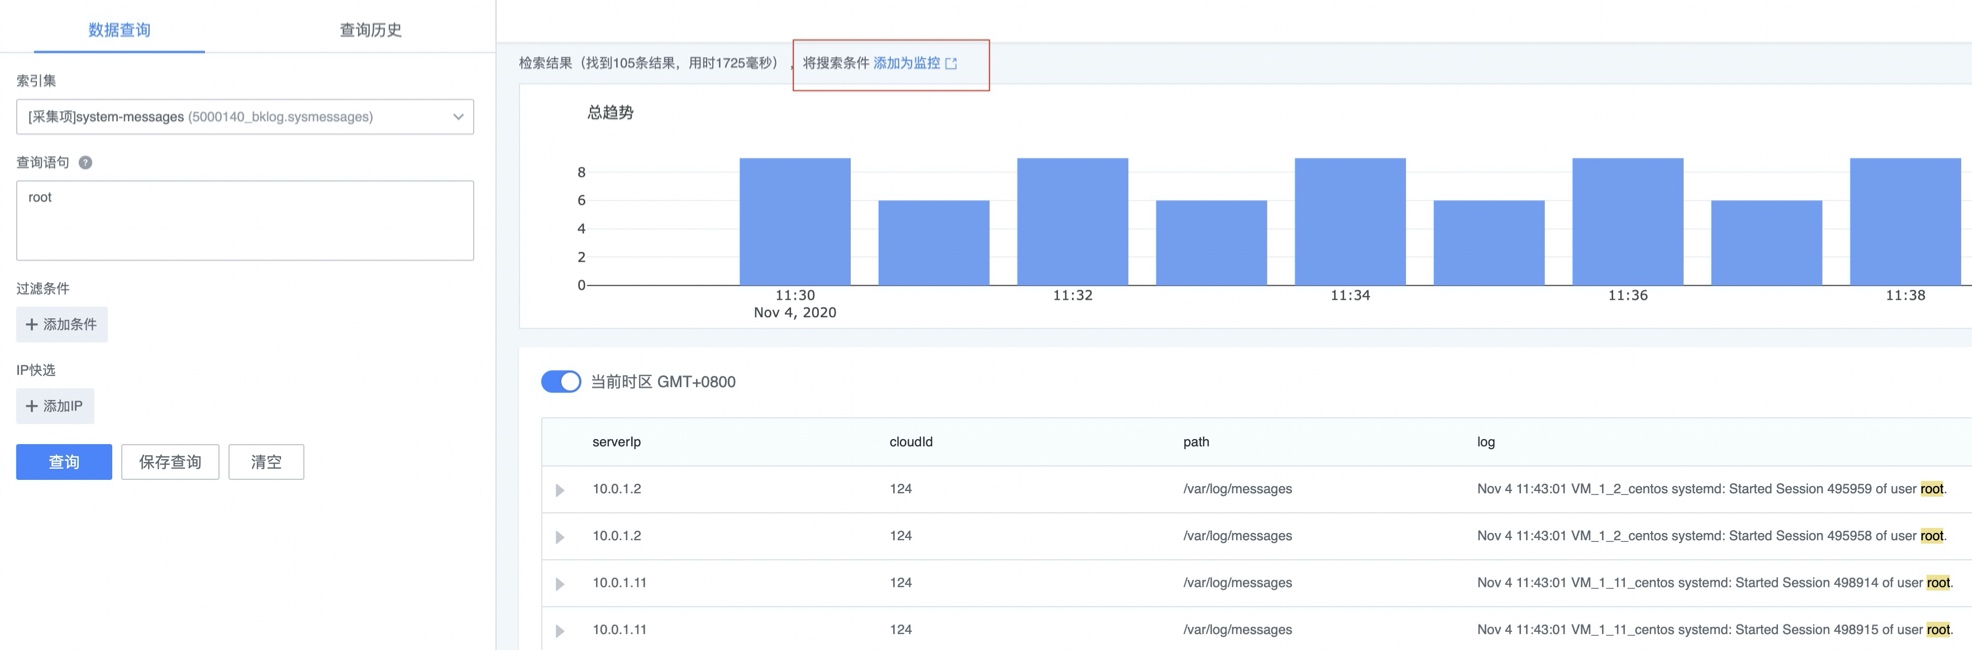 数据查询
查询历史
索引集
[采集项]system-messages (5000140_bklog.sysmessages)
查询语句 ?
root
过滤条件
+ 添加条件
IP快选
+ 添加IP
查询
保存查询
清空
检索结果（找到105条结果，用时1725毫秒），将搜索条件 添加为监控
总趋势
8
6
4
2
0
11:30
11:32
11:34
11:36
11:38
Nov 4, 2020
当前时区 GMT+0800
serverIp cloudId path log
10.0.1.2 124 /var/log/messages Nov 4 11:43:01 VM_1_2_centos systemd: Started Session 495959 of user root.
10.0.1.2 124 /var/log/messages Nov 4 11:43:01 VM_1_2_centos systemd: Started Session 495958 of user root.
10.0.1.11 124 /var/log/messages Nov 4 11:43:01 VM_1_11_centos systemd: Started Session 498914 of user root.
10.0.1.11 124 /var/log/messages Nov 4 11:43:01 VM_1_11_centos systemd: Started Session 498915 of user root.